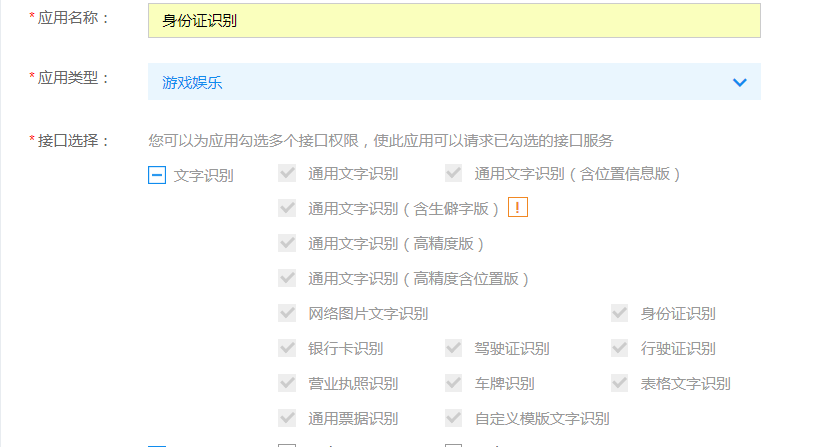 *应用名称： 身份证识别
*应用类型： 游戏娱乐
*接口选择： 您可以为应用勾选多个接口权限，使此应用可以请求已勾选的接口服务
文字识别 通用文字识别 通用文字识别（含位置信息版）
通用文字识别（含生僻字版） !
通用文字识别（高精度版）
通用文字识别（高精度含位置版）
网络图片文字识别 身份证识别
银行卡识别 驾驶证识别 行驶证识别
营业执照识别 车牌识别 表格文字识别
通用票据识别 自定义模版文字识别